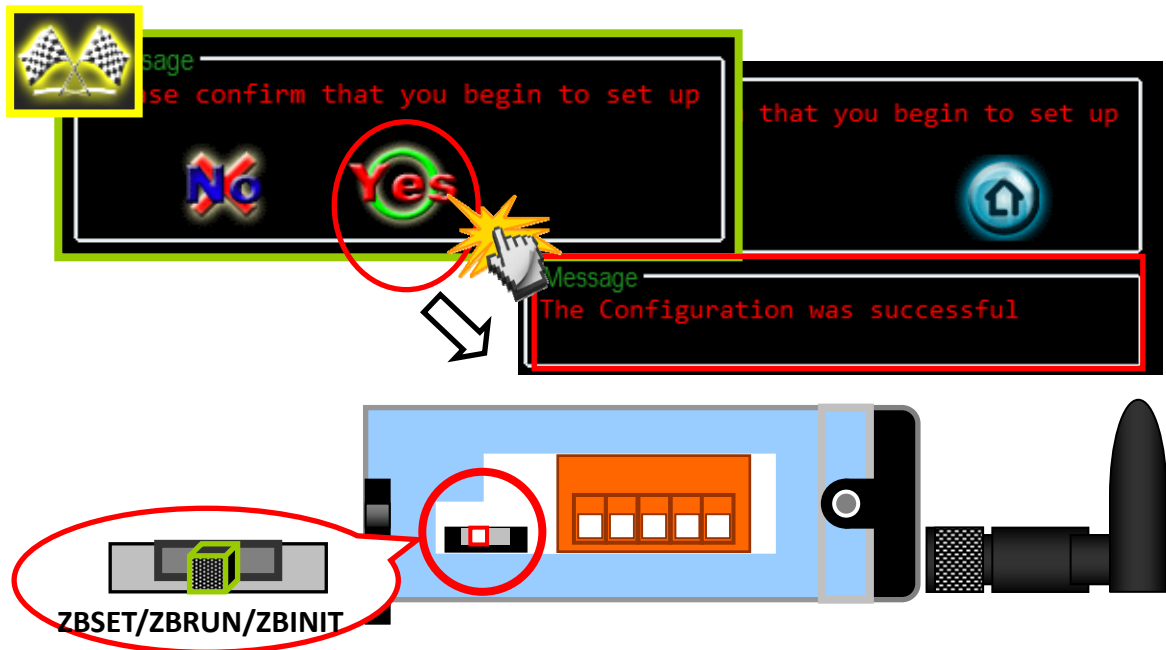 sage
se confirm that you begin to set up
No
Yes
that you begin to set up
Message
The Configuration was successful
ZBSET/ZBRUN/ZBINIT